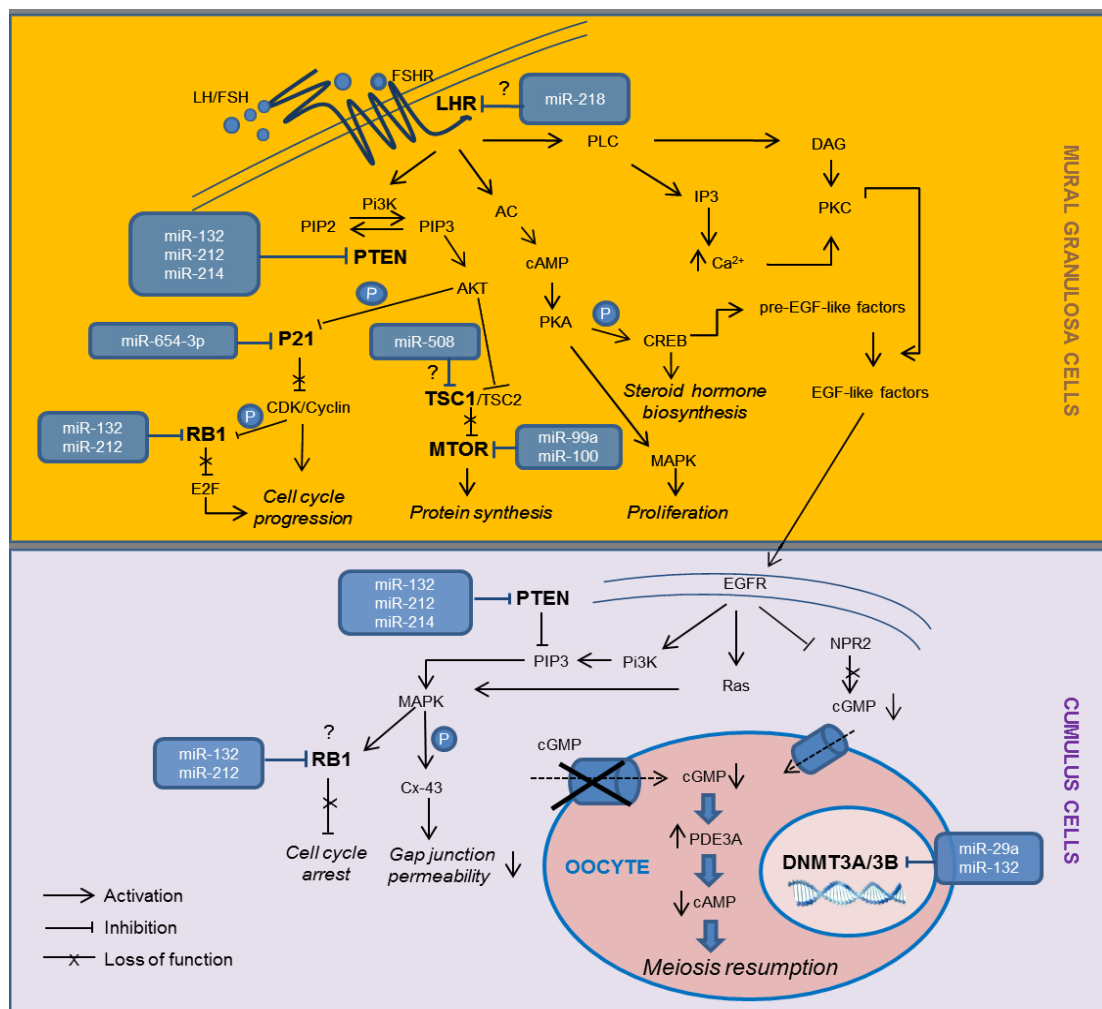 LH/FSH
FSHR
LHR
?
miR-218
PLC
DAG
IP3
PKC
Ca²⁺
Pi3K
PIP2
PIP3
AC
cAMP
PKA
miR-132
miR-212
miR-214
PTEN
AKT
P
P
CREB
pre-EGF-like factors
EGF-like factors
Steroid hormone
biosynthesis
miR-654-3p
P21
miR-508
?
TSC1/TSC2
CDK/Cyclin
P
miR-132
miR-212
RB1
MTOR
miR-99a
miR-100
MAPK
E2F
Cell cycle
progression
Protein synthesis
Proliferation
MURAL GRANULOSA CELLS
EGFR
miR-132
miR-212
miR-214
PTEN
PIP3
Pi3K
Ras
NPR2
cGMP
MAPK
P
?
miR-132
miR-212
RB1
Cx-43
Cell cycle
arrest
Gap junction
permeability
cGMP
cGMP
PDE3A
cAMP
Meiosis resumption
OOCYTE
DNMT3A/3B
miR-29a
miR-132
CUMULUS CELLS
Activation
Inhibition
Loss of function